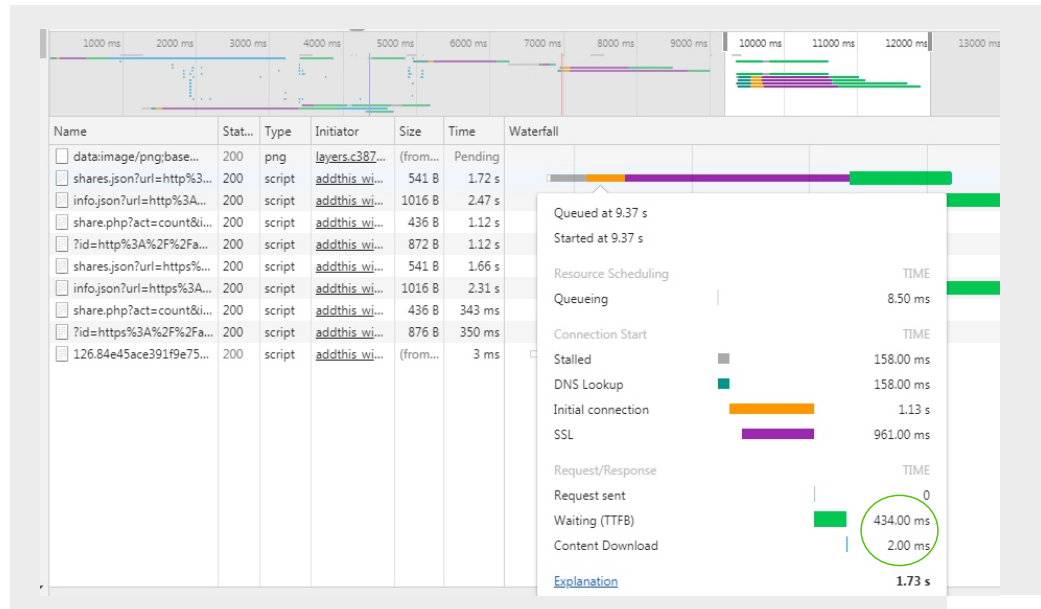 1000 ms 2000 ms 3000 ms 4000 ms 5000 ms 6000 ms 7000 ms 8000 ms 9000 ms 10000 ms 11000 ms 12000 ms 13000 ms
Name Stat... Type Initiator Size Time Waterfall
data:image/png;base... 200 png layers.c387... (from... Pending
shares.json?url=http%3... 200 script addthis_wi... 541 B 1.72 s
info.json?url=http%3A... 200 script addthis_wi... 1016 B 2.47 s
share.php?act=count&i... 200 script addthis_wi... 436 B 1.12 s
?id=http%3A%2F%2Fa... 200 script addthis_wi... 872 B 1.12 s
shares.json?url=https%... 200 script addthis_wi... 541 B 1.66 s
info.json?url=https%3A... 200 script addthis_wi... 1016 B 2.31 s
share.php?act=count&i... 200 script addthis_wi... 436 B 343 ms
?id=https%3A%2F%2Fa... 200 script addthis_wi... 876 B 350 ms
126.84e45ace391f9e75... 200 script addthis_wi... (from... 3 ms
Queued at 9.37 s
Started at 9.37 s
Resource Scheduling TIME
Queueing 8.50 ms
Connection Start TIME
Stalled 158.00 ms
DNS Lookup 158.00 ms
Initial connection 1.13 s
SSL 961.00 ms
Request/Response TIME
Request sent 0
Waiting (TTFB) 434.00 ms
Content Download 2.00 ms
Explanation 1.73 s